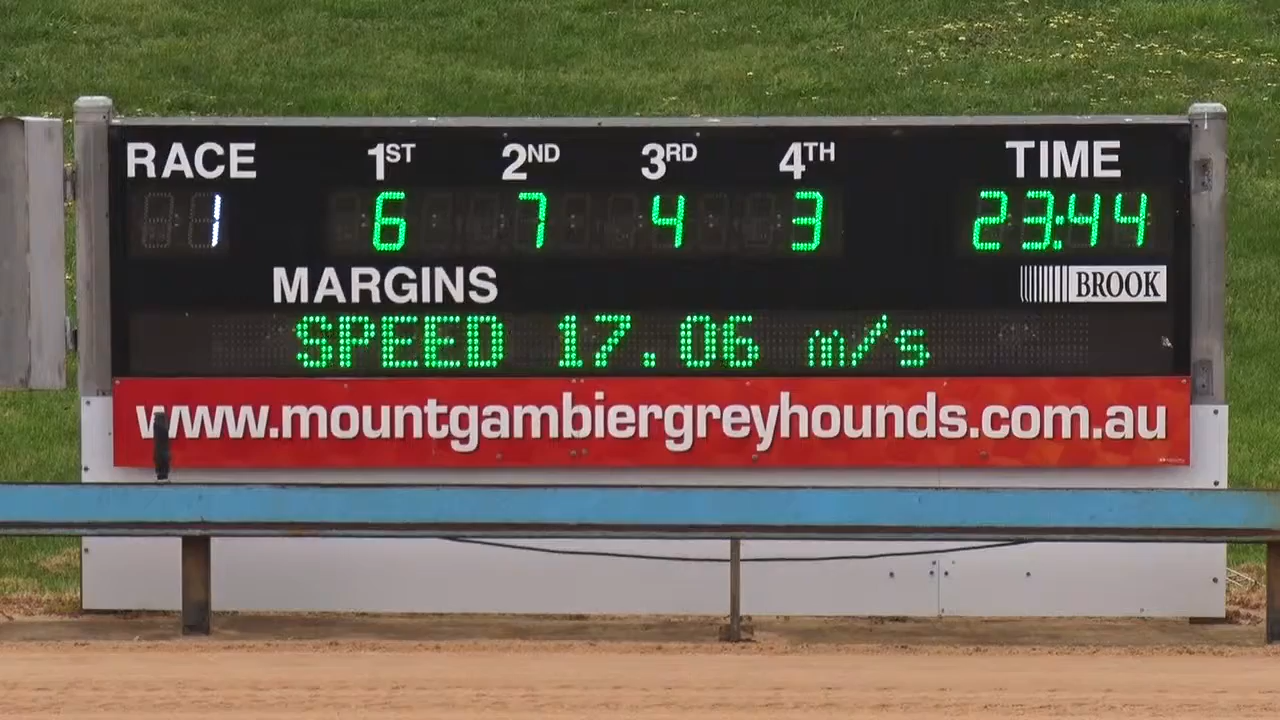 RACE 1ST 2ND 3RD 4TH TIME
1 6 7 4 3 23:44
MARGINS BROOK
SPEED 17.06 m/s
www.mountgambiergreyhounds.com.au